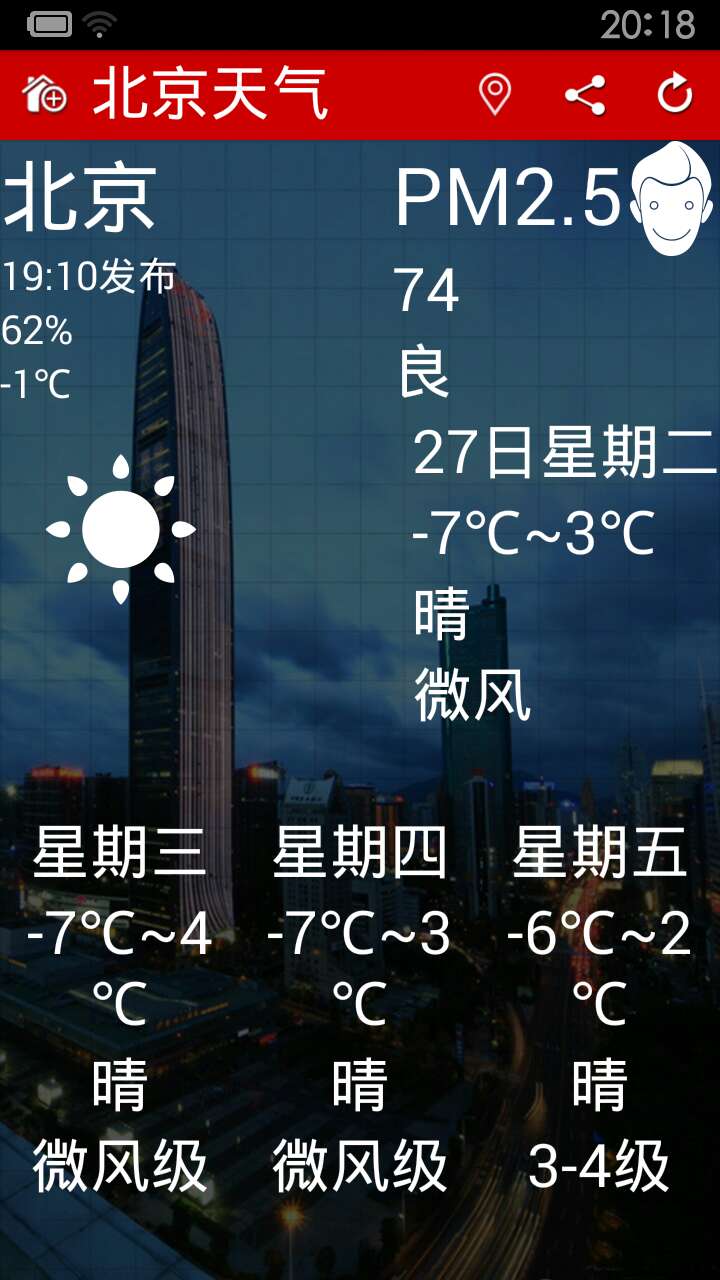 20:18
北京天气
北京
PM2.5
19:10发布
62%
-1℃
74
良
27日星期二
-7℃~3℃
晴
微风
星期三
-7℃~4
℃
晴
微风级
星期四
-7℃~3
℃
晴
微风级
星期五
-6℃~2
℃
晴
3-4级